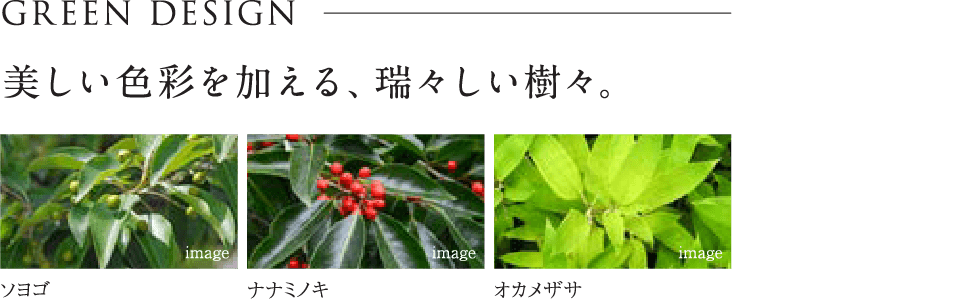 GREEN DESIGN
美しい色彩を加える、瑞々しい樹々。
image
image
image
ソヨゴ
ナナミノキ
オカメザサ